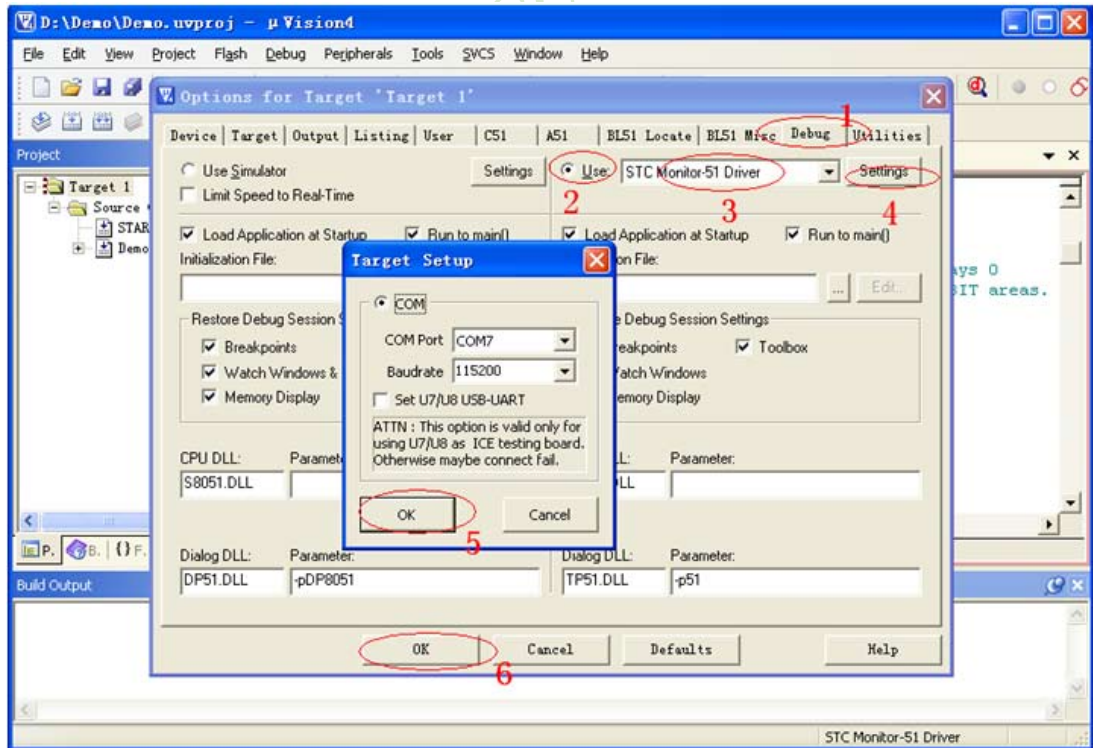 D:\Demo\Demo.uvproj - µVision4
File Edit View Project Flash Debug Peripherals Tools SVCS Window Help
Options for Target 'Target 1'
Device Target Output Listing User C51 A51 BL51 Locate BL51 Misc Debug Utilities
1
Project
Use Simulator Settings
Limit Speed to Real-Time
Use: STC Monitor-51 Driver Settings
2 3 4
Target 1
Source
STAR
Demo
Load Application at Startup Run to main()
Initialization File:
Load Application at Startup Run to main()
on File:
... Edit...
ays 0
BIT areas.
Restore Debug Session S
Breakpoints
Watch Windows &
Memory Display
e Debug Session Settings
reakpoints Toolbox
Watch Windows
emory Display
Target Setup
COM
COM Port COM7
Baudrate 115200
Set U7/U8 USB-UART
ATTN : This option is valid only for
using U7/U8 as ICE testing board.
Otherwise maybe connect fail.
OK Cancel
5
CPU DLL: Paramet
S8051.DLL
LL: Parameter:
LL
Dialog DLL: Parameter:
DP51.DLL -pDP8051
Dialog DLL: Parameter:
TP51.DLL -p51
P. B. {} F.
Build Output
OK Cancel Defaults Help
6
STC Monitor-51 Driver